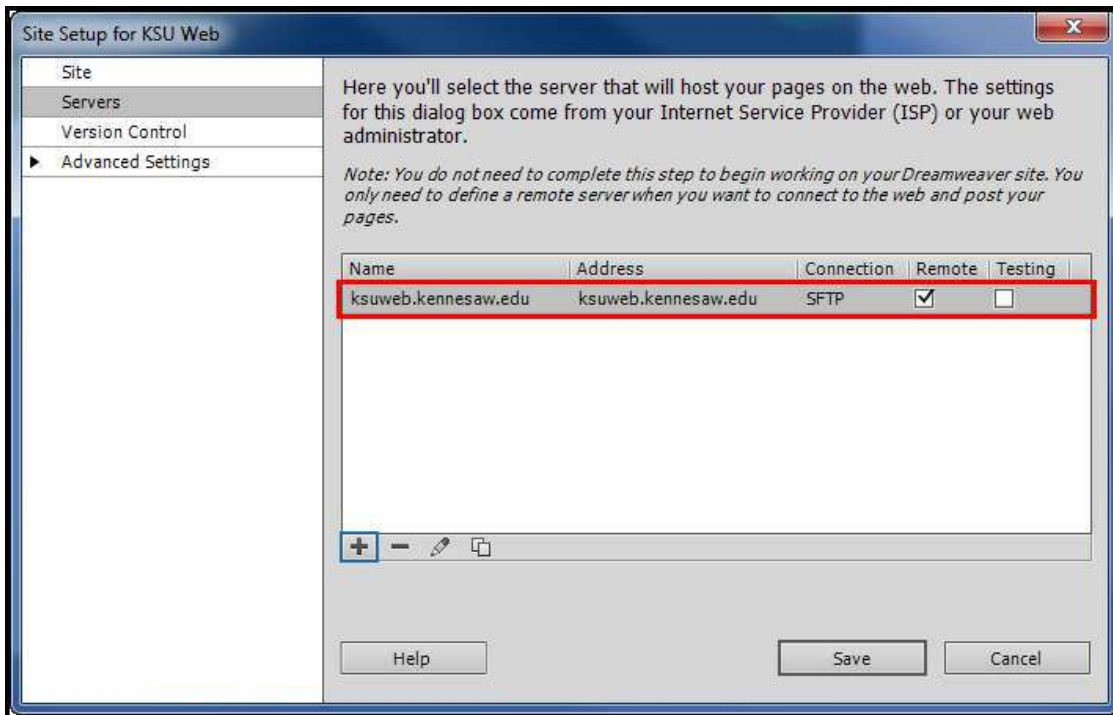 Site Setup for KSU Web
Site
Servers
Version Control
Advanced Settings
Here you'll select the server that will host your pages on the web. The settings
for this dialog box come from your Internet Service Provider (ISP) or your web
administrator.
Note: You do not need to complete this step to begin working on your Dreamweaver site. You
only need to define a remote server when you want to connect to the web and post your
pages.
Name Address Connection Remote Testing
ksuweb.kennesaw.edu ksuweb.kennesaw.edu SFTP
Help Save Cancel